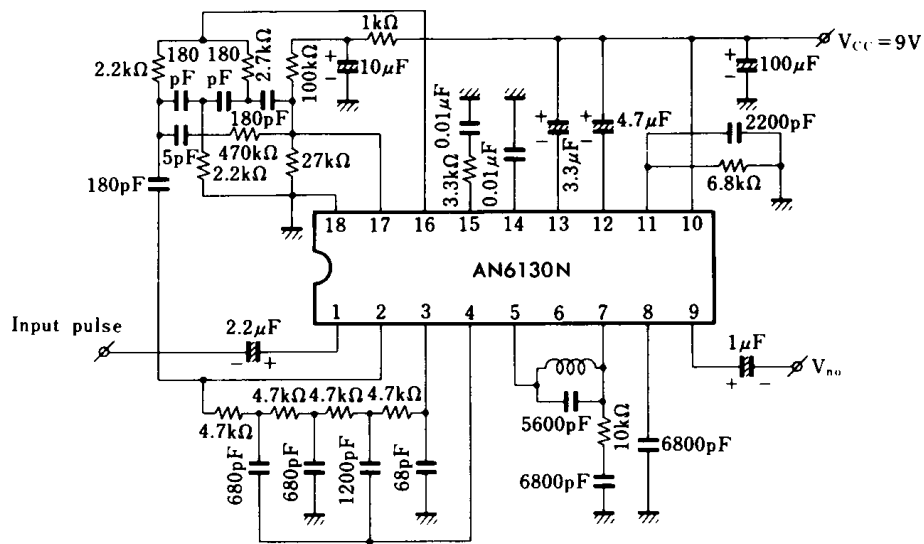 1kΩ
V_CC=9V
180
pF
180
pF
2.7kΩ
2.2kΩ
100kΩ
+
−
10μF
+
−
100μF
180pF
5pF
470kΩ
2.2kΩ
27kΩ
180pF
0.01μF
3.3kΩ
0.01μF
+
−
3.3μF
+
−
4.7μF
2200pF
6.8kΩ
18 17 16 15 14 13 12 11 10
AN6130N
1 2 3 4 5 6 7 8 9
Input pulse
2.2μF
− +
1μF
+ −
V_no
4.7kΩ
4.7kΩ
4.7kΩ
4.7kΩ
680pF
680pF
1200pF
68pF
5600pF
10kΩ
6800pF
6800pF